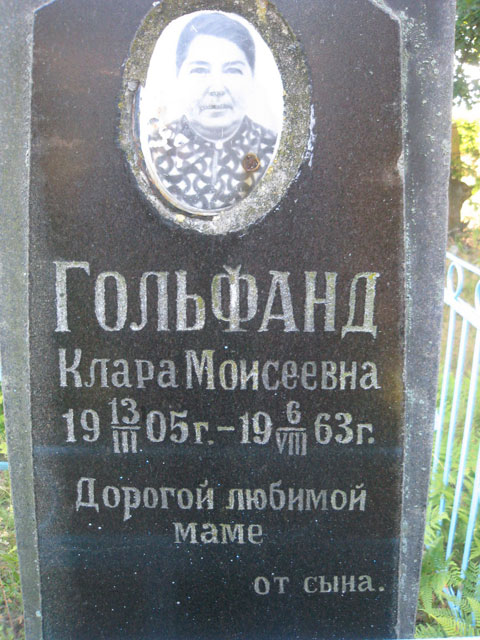 ГОЛЬФАНД
Клара Моисеевна
19 13/III 05г. – 19 6/VIII 63г.
Дорогой любимой
маме
от сына.